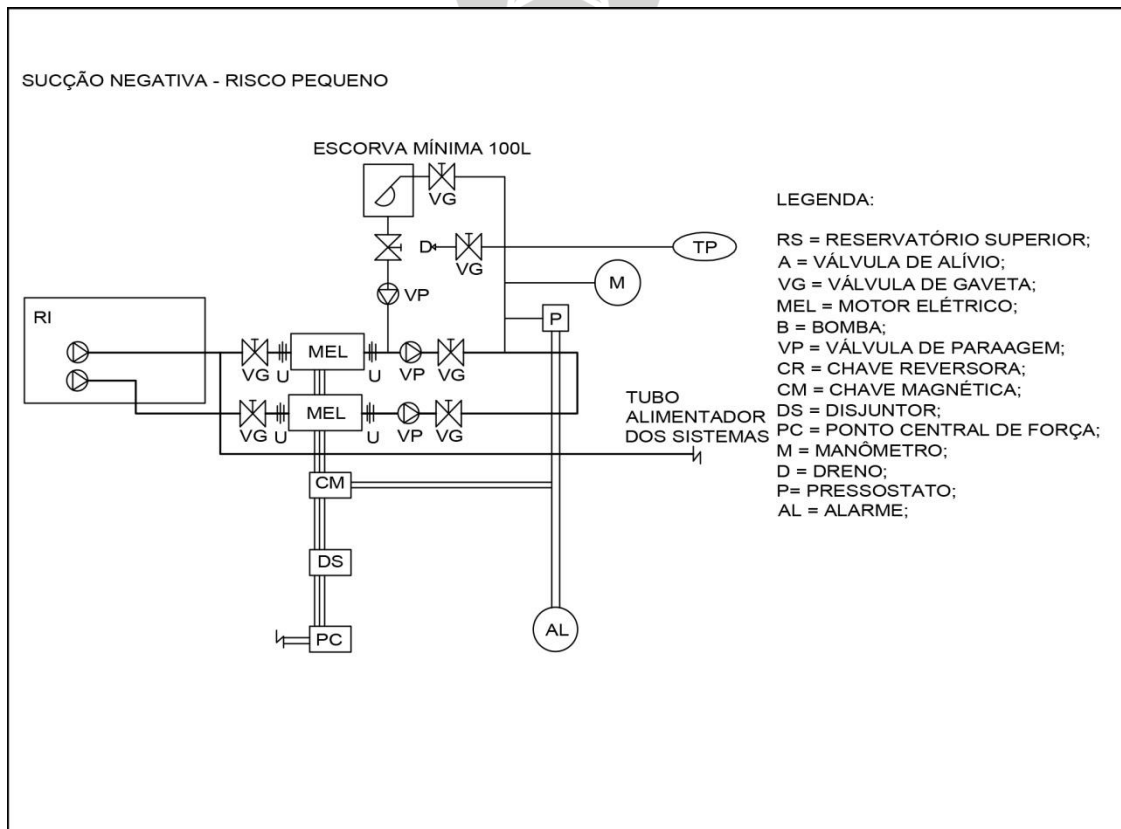 SUCÇÃO NEGATIVA - RISCO PEQUENO
ESCORVA MÍNIMA 100L
VG
D
VG
TP
M
VP
P
RI
MEL
VG
U
U
VP
VG
MEL
VG
U
U
VP
VG
TUBO
ALIMENTADOR
DOS SISTEMAS
CM
DS
PC
AL
LEGENDA:
RS = RESERVATÓRIO SUPERIOR;
A = VÁLVULA DE ALÍVIO;
VG = VÁLVULA DE GAVETA;
MEL = MOTOR ELÉTRICO;
B = BOMBA;
VP = VÁLVULA DE PARAAGEM;
CR = CHAVE REVERSORA;
CM = CHAVE MAGNÉTICA;
DS = DISJUNTOR;
PC = PONTO CENTRAL DE FORÇA;
M = MANÔMETRO;
D = DRENO;
P= PRESSOSTATO;
AL = ALARME;